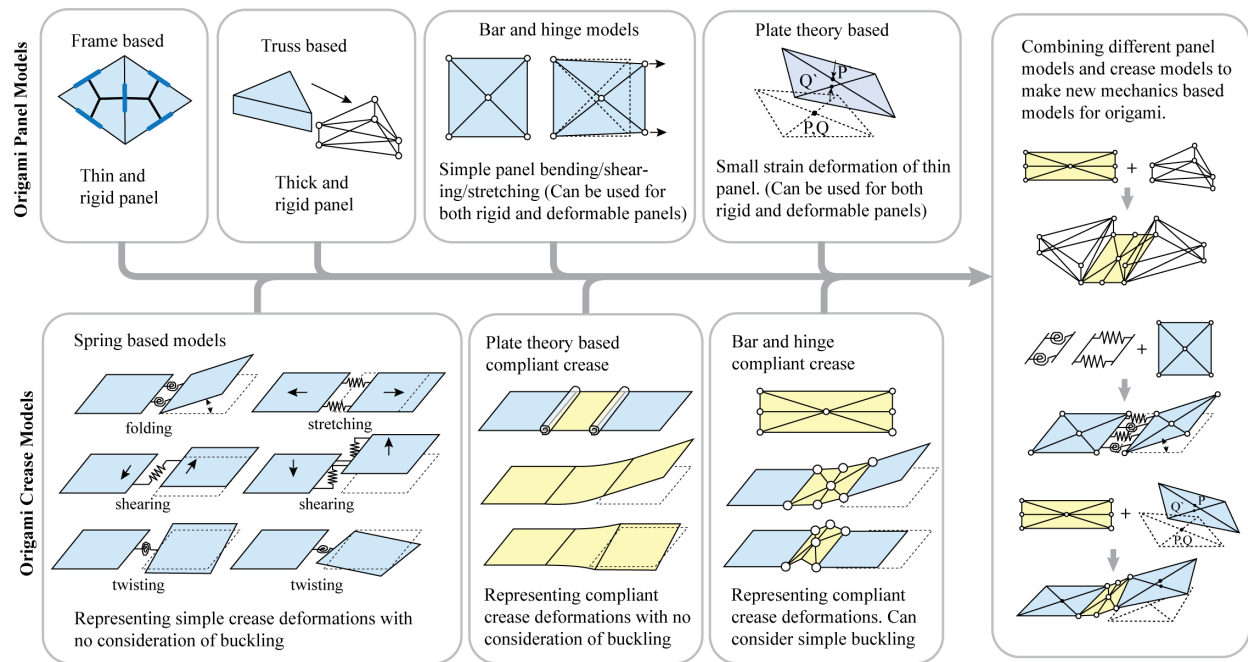 Origami Panel Models
Frame based
Thin and
rigid panel
Truss based
Thick and
rigid panel
Bar and hinge models
Simple panel bending/shear-
ing/stretching (Can be used for
both rigid and deformable panels)
Plate theory based
P`
Q`
P,Q
Small strain deformation of thin
panel. (Can be used for both
rigid and deformable panels)
Origami Crease Models
Spring based models
folding
stretching
shearing
shearing
twisting
twisting
Representing simple crease deformations with
no consideration of buckling
Plate theory based
compliant crease
Representing compliant
crease deformations with no
consideration of buckling
Bar and hinge
compliant crease
Representing compliant
crease deformations. Can
consider simple buckling
Combining different panel
models and crease models to
make new mechanics based
models for origami.
+
+
+
P`
Q`
P,Q